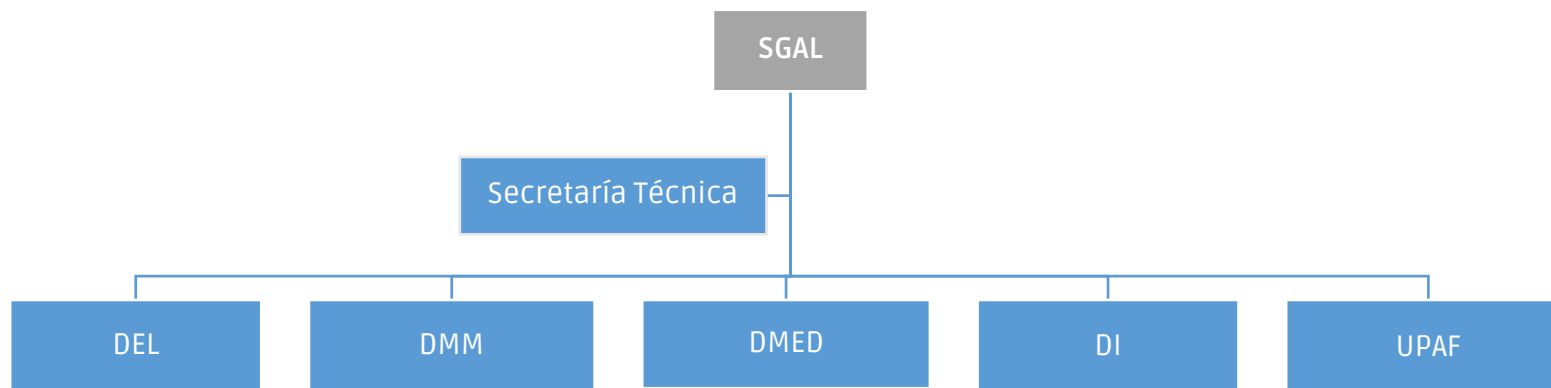 SGAL
Secretaría Técnica
DEL
DMM
DMED
DI
UPAF